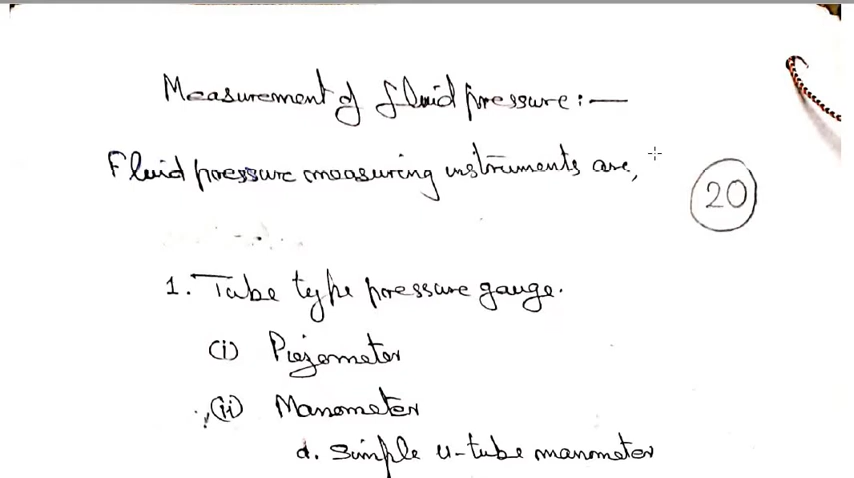 Measurement of fluid pressure:—
Fluid pressure measuring instruments are,
20
1. Tube type pressure gauge.
(i) Piezometer
(ii) Manometer
d. Simple U-tube manometer